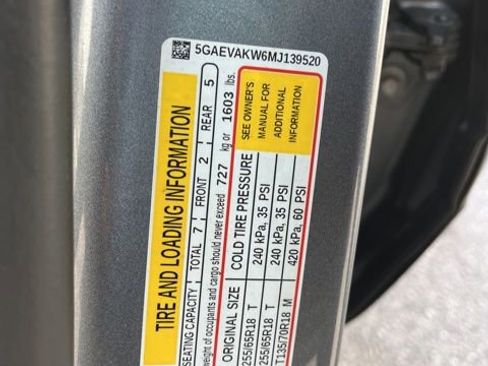 5GAEVAKW6MJ139520
TIRE AND LOADING INFORMATION
SEATING CAPACITY TOTAL 7 FRONT 2 REAR 5
weight of occupants and cargo should never exceed 727 kg or 1603 lbs.
ORIGINAL SIZE COLD TIRE PRESSURE
255/65R18 T 240 kPa, 35 PSI
255/65R18 T 240 kPa, 35 PSI
T135/70R18 M 420 kPa, 60 PSI
SEE OWNER'S
MANUAL FOR
ADDITIONAL
INFORMATION